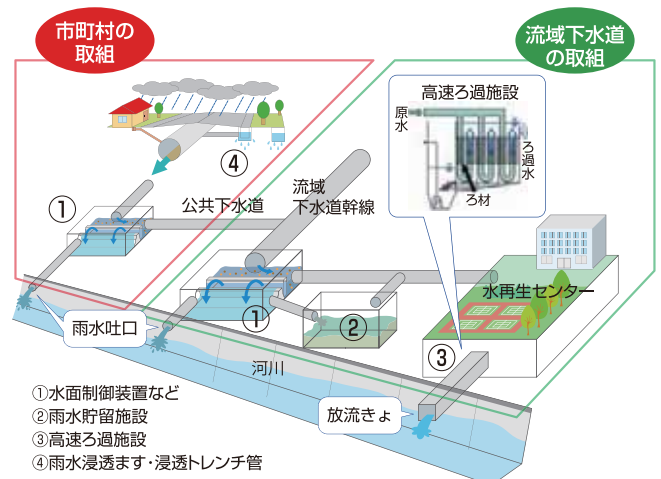 市町村の
取組
流域下水道
の取組
高速ろ過施設
原水
ろ過水
ろ材
④
①
公共下水道
流域
下水道幹線
水再生センター
①
②
③
雨水吐口
河川
放流きょ
①水面制御装置など
②雨水貯留施設
③高速ろ過施設
④雨水浸透ます・浸透トレンチ管